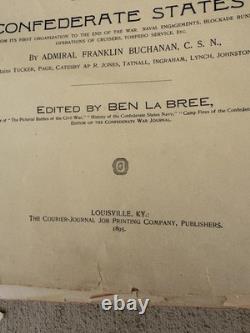 CONFEDERATE STATES
FROM ITS FIRST ORGANIZATION TO THE END OF THE WAR. NAVAL ENGAGEMENTS, BLOCKADE RUN
OPERATIONS OF CRUISERS, TORPEDO SERVICE, ETC.
BY ADMIRAL FRANKLIN BUCHANAN, C. S. N.,
TUCKER, PAGE, CATESBY AP R. JONES, TATNALL, INGRAHAM, LYNCH, JOHNSTON
EDITED BY BEN LA BREE,
of "The Pictorial Battles of the Civil War," "History of the Confederate States Navy," "Camp Fires of the Confedera
EDITOR OF THE CONFEDERATE WAR JOURNAL.
LOUISVILLE, KY.:
THE COURIER-JOURNAL JOB PRINTING COMPANY, PUBLISHERS.
1895.